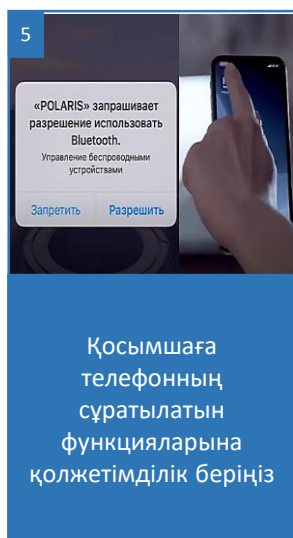 5
«POLARIS» запрашивает
разрешение использовать
Bluetooth.
Управление беспроводными
устройствами
Запретить Разрешить
Қосымшаға
телефонның
сұратылатын
функцияларына
қолжетімділік беріңіз